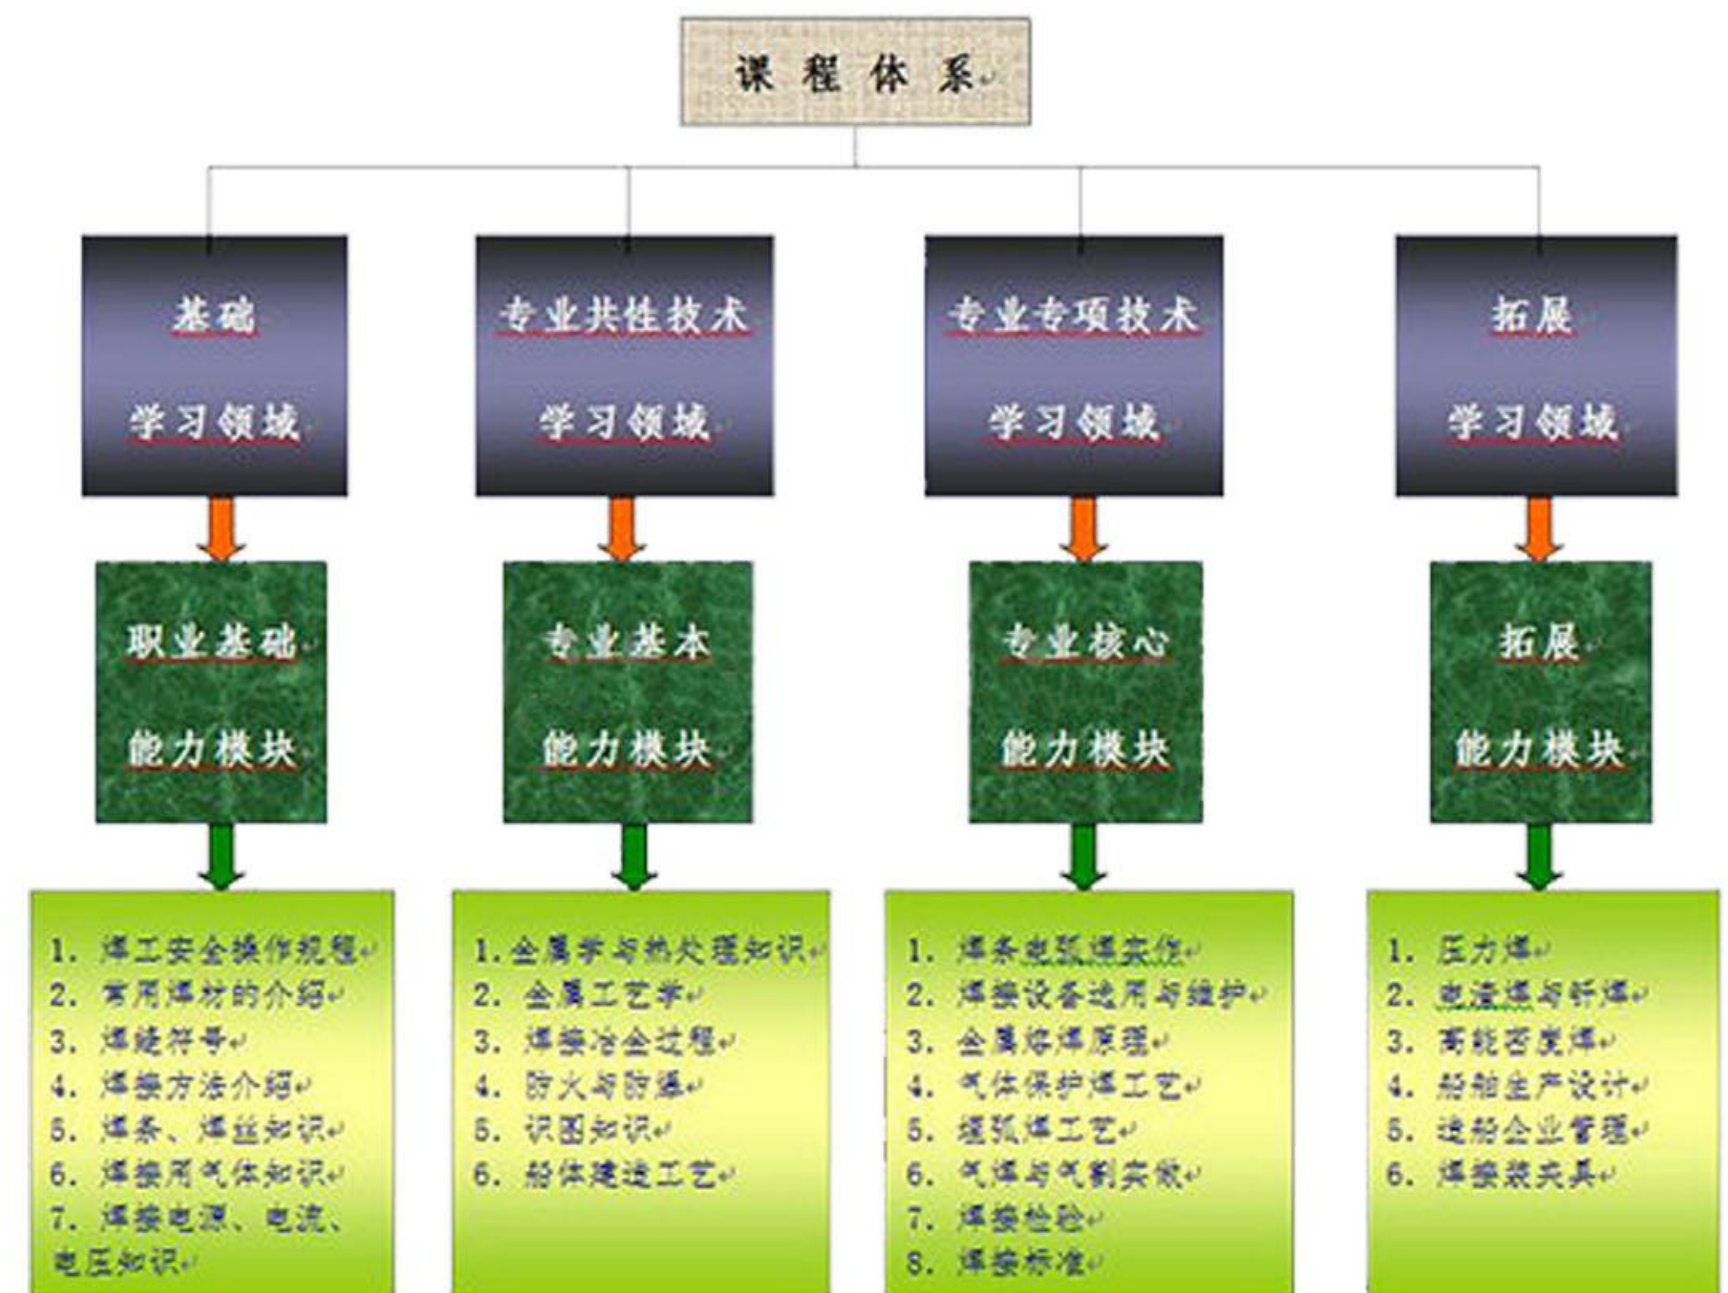 课程体系
基础
学习领域
专业共性技术
学习领域
专业专项技术
学习领域
拓展
学习领域
职业基础
能力模块
专业基本
能力模块
专业核心
能力模块
拓展
能力模块
1. 焊工安全操作规程
2. 常用焊材的介绍
3. 焊缝符号
4. 焊接方法介绍
5. 焊条、焊丝知识
6. 焊接用气体知识
7. 焊接电源、电流、
电压知识
1.金属学与热处理知识
2. 金属工艺学
3. 焊接冶金过程
4. 防火与防爆
5. 识图知识
6. 船体建造工艺
1. 焊条电弧焊实作
2. 焊接设备选用与维护
3. 金属熔焊原理
4. 气体保护焊工艺
5. 埋弧焊工艺
6. 气焊与气割实做
7. 焊接检验
8. 焊接标准
1. 压力焊
2. 电渣焊与钎焊
3. 高能密度焊
4. 船舶生产设计
5. 造船企业管理
6. 焊接装夹具